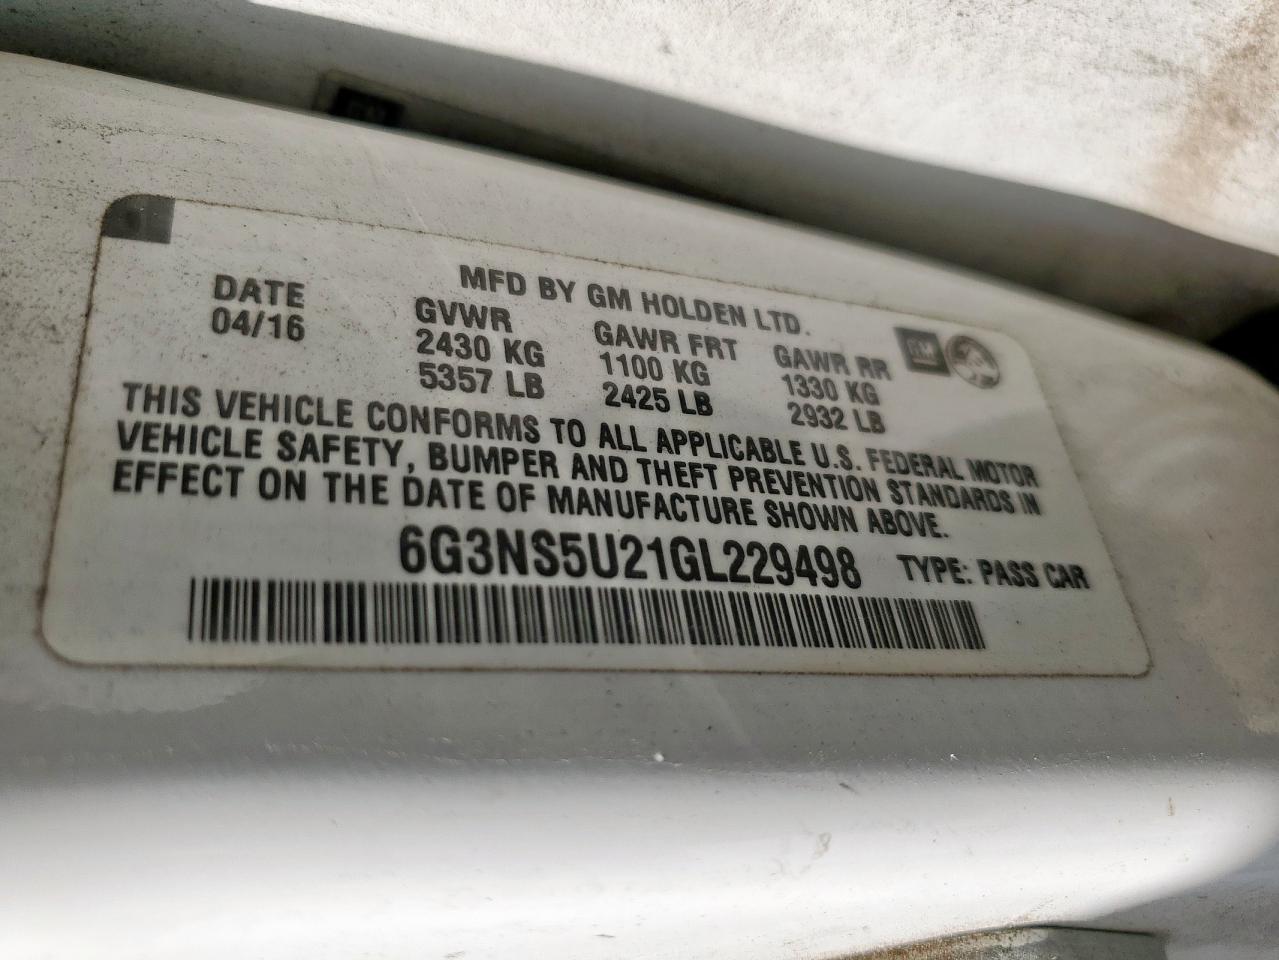 MFD BY GM HOLDEN LTD.
DATE GVWR GAWR FRT GAWR RR GM
04/16 2430 KG 1100 KG 1330 KG
5357 LB 2425 LB 2932 LB
THIS VEHICLE CONFORMS TO ALL APPLICABLE U.S. FEDERAL MOTOR
VEHICLE SAFETY, BUMPER AND THEFT PREVENTION STANDARDS IN
EFFECT ON THE DATE OF MANUFACTURE SHOWN ABOVE.
6G3NS5U21GL229498 TYPE: PASS CAR